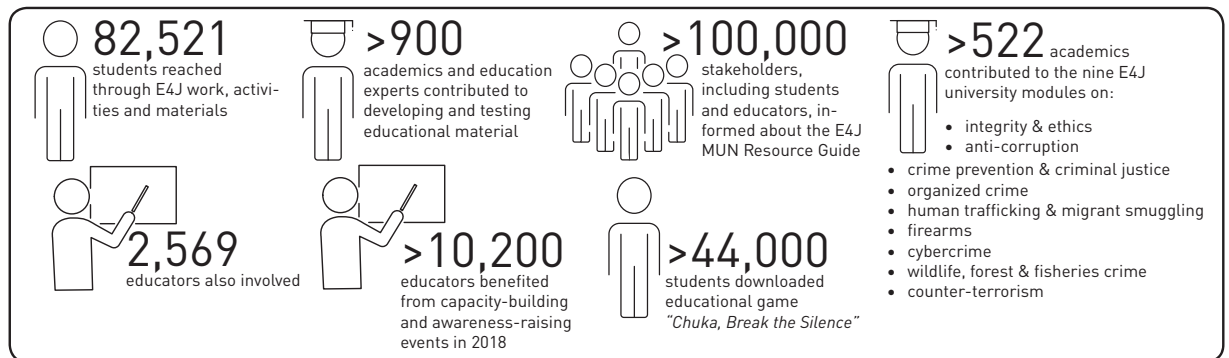 82,521
students reached
through E4J work, activi-
ties and materials
>900
academics and education
experts contributed to
developing and testing
educational material
>100,000
stakeholders,
including students
and educators, in-
formed about the E4J
MUN Resource Guide
>522 academics
contributed to the nine E4J
university modules on:
• integrity & ethics
• anti-corruption
• crime prevention & criminal justice
• organized crime
• human trafficking & migrant smuggling
• firearms
• cybercrime
• wildlife, forest & fisheries crime
• counter-terrorism
2,569
educators also involved
>10,200
educators benefited
from capacity-building
and awareness-raising
events in 2018
>44,000
students downloaded
educational game
“Chuka, Break the Silence”